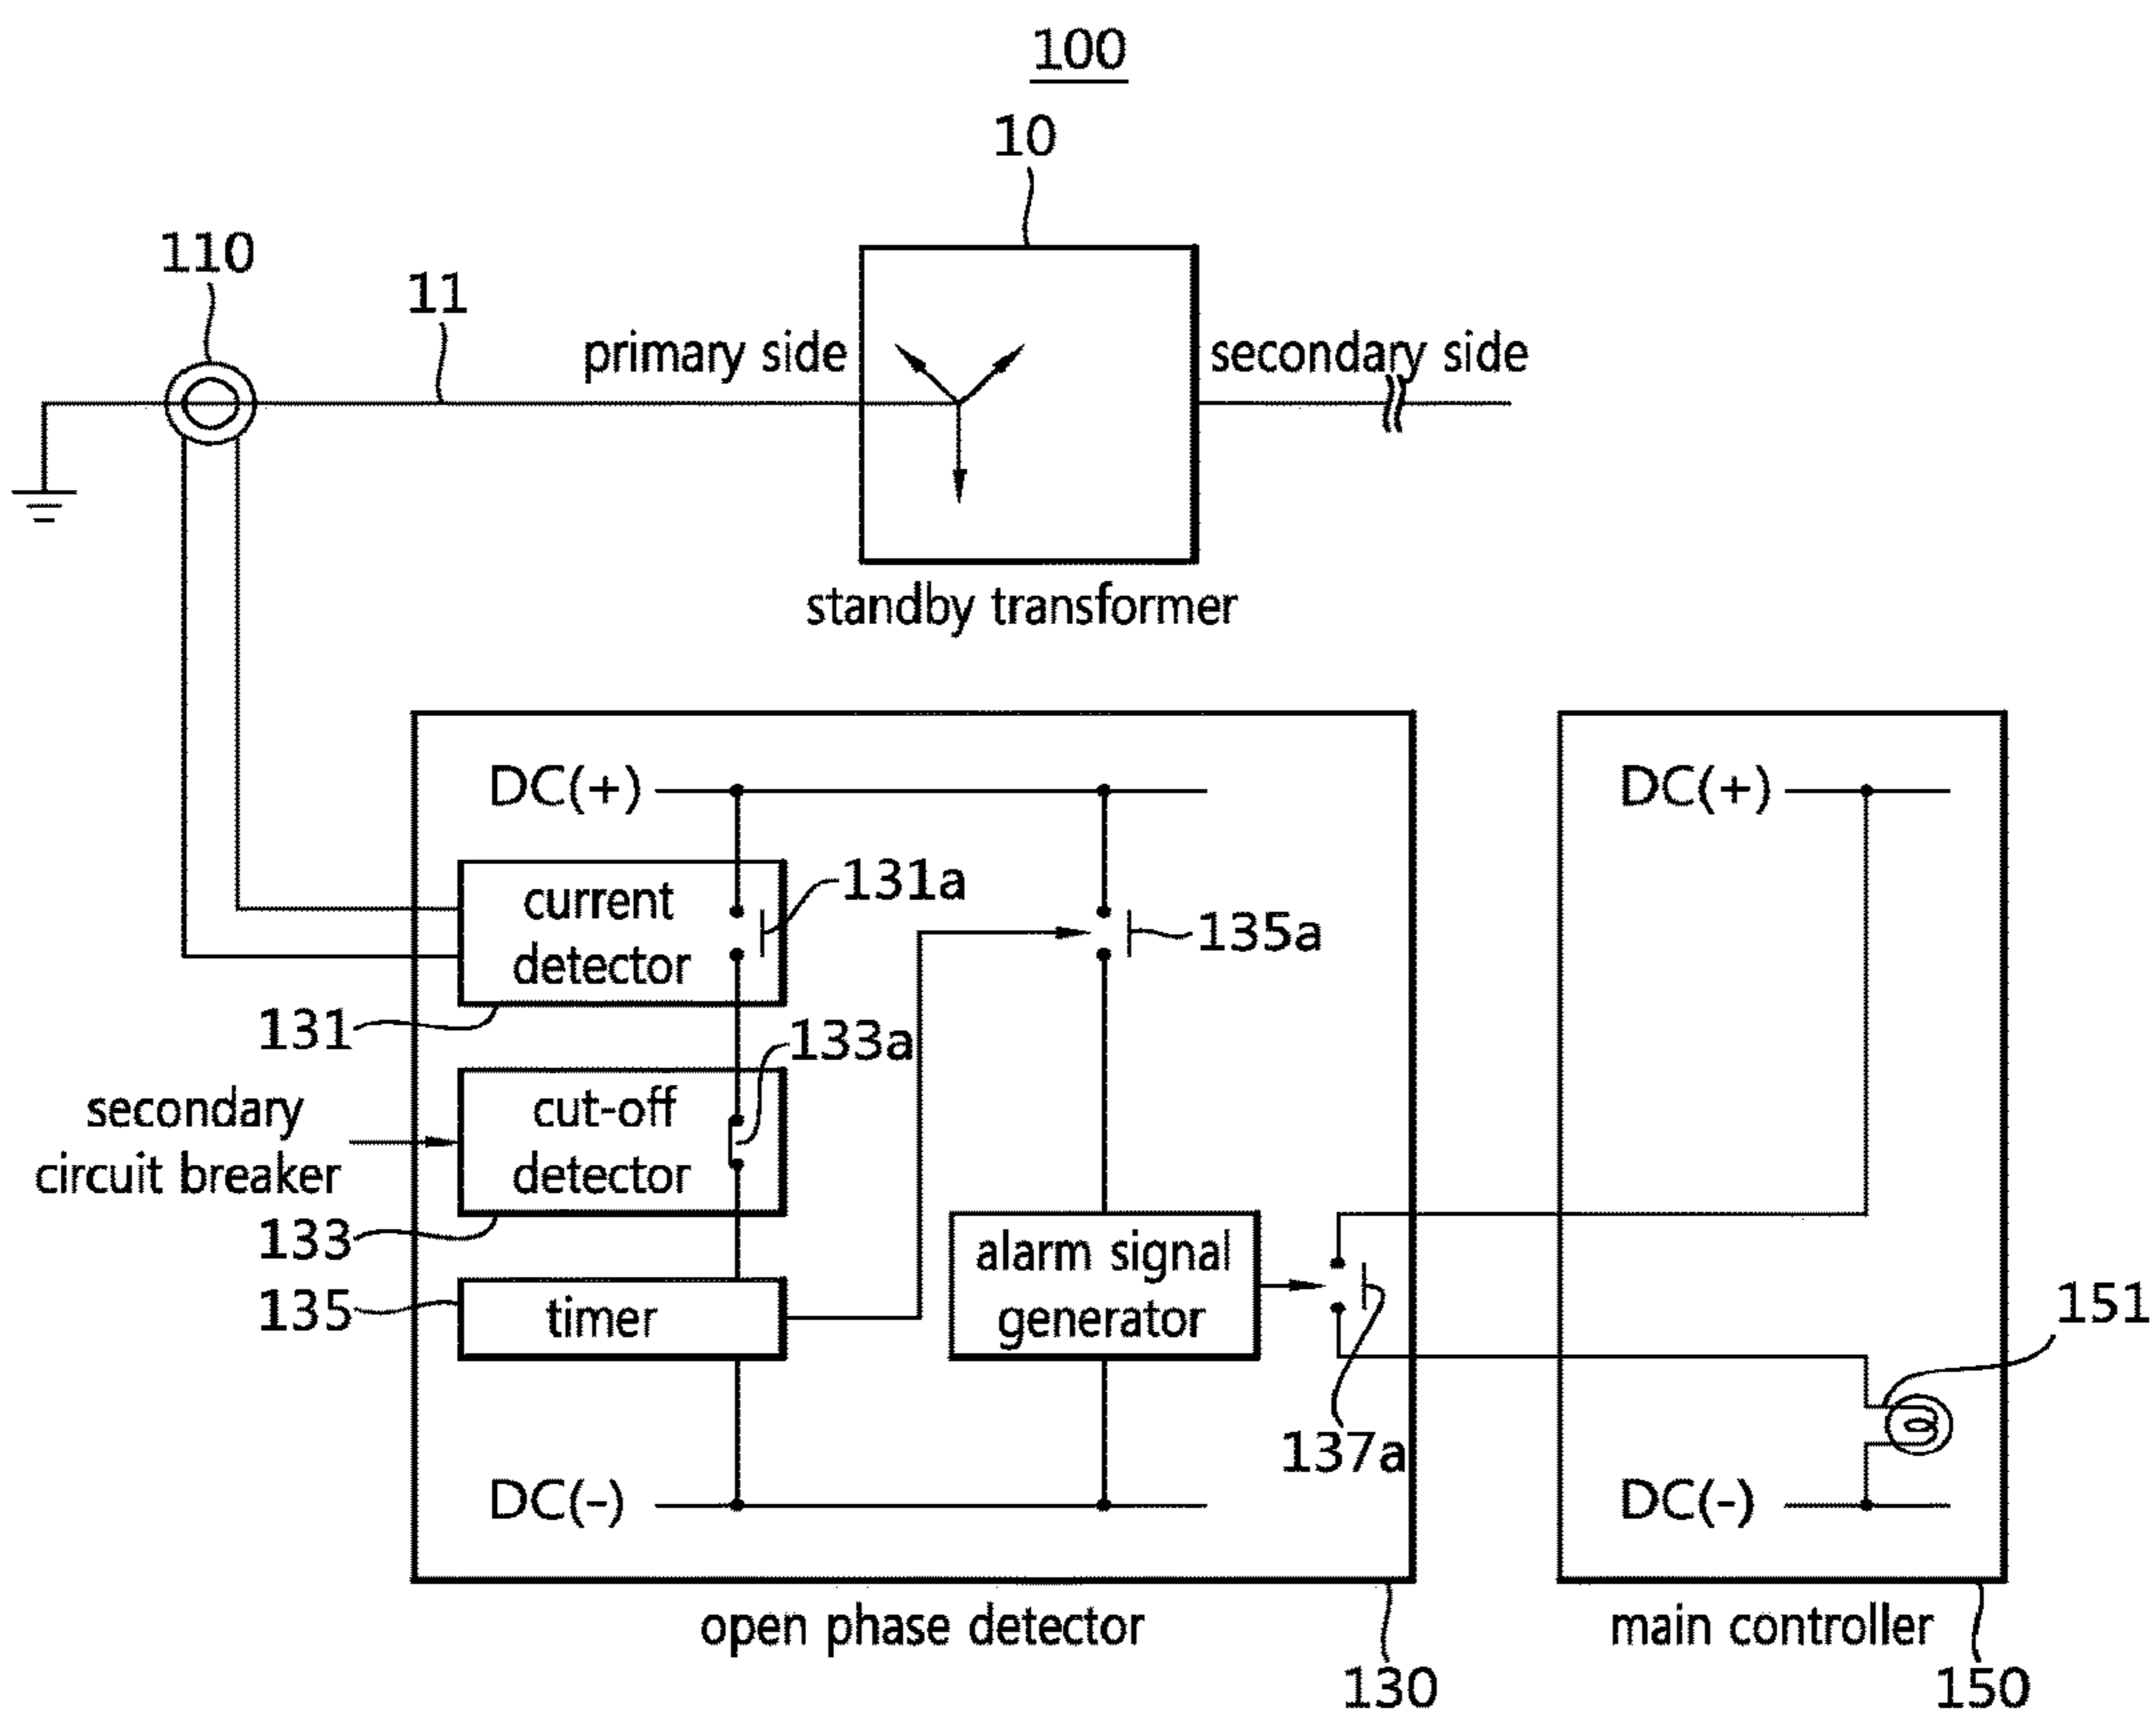 100
10
110
11
primary side
secondary side
standby transformer
DC(+)
DC(+)
current
detector
131a
135a
131
133a
secondary
circuit breaker
cut-off
detector
133
alarm signal
generator
135
timer
151
137a
DC(-)
DC(-)
open phase detector
main controller
130
150